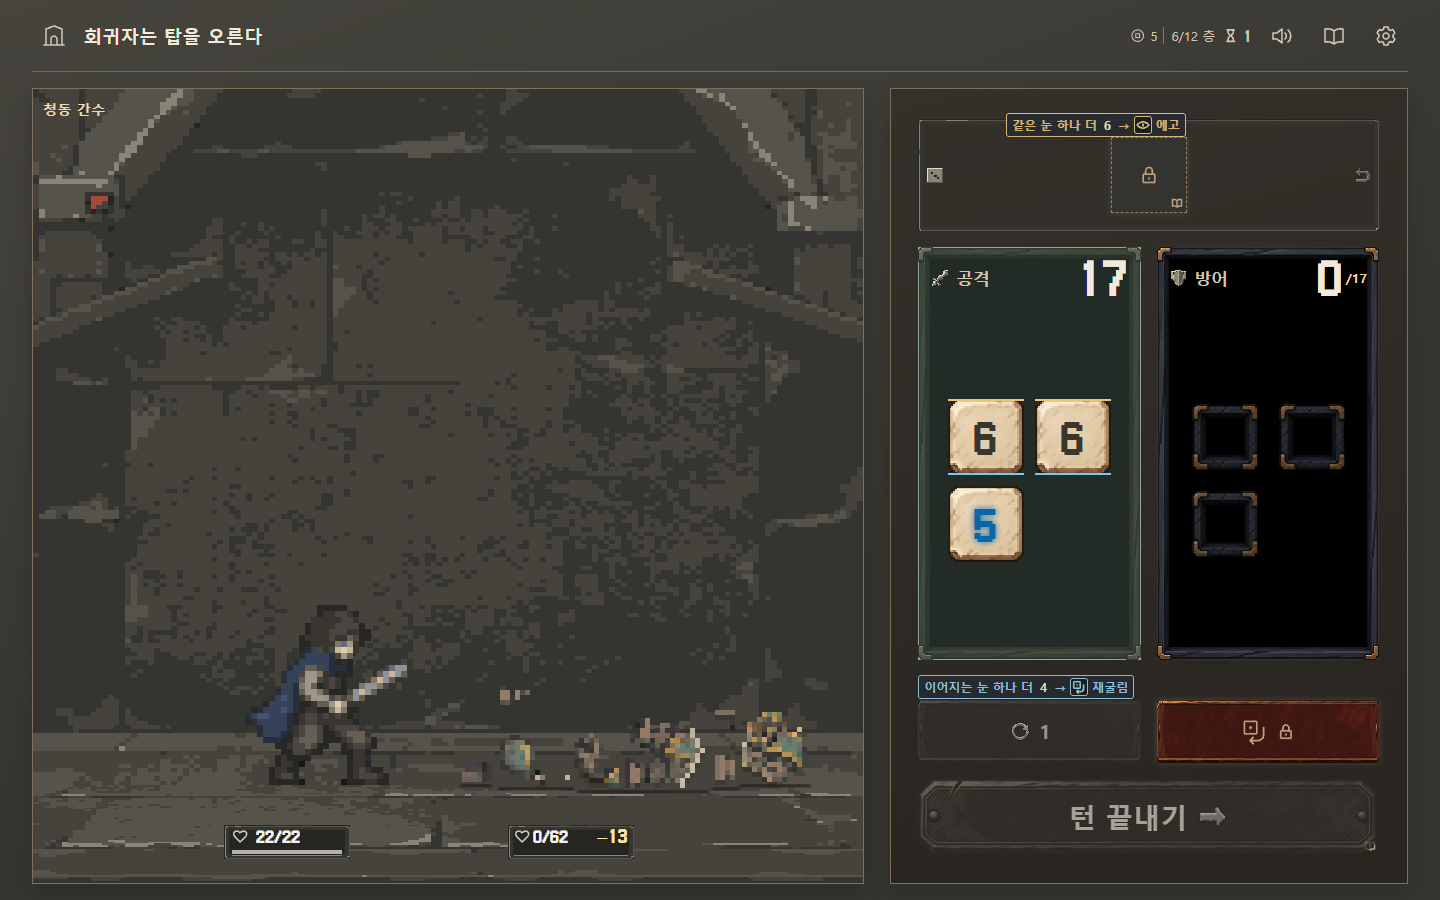 회귀자는 탑을 오른다
5 6/12 층 1
청동 간수
같은 눈 하나 더 6 → 예고
공격 17
방어 0/17
6 6
5
이어지는 눈 하나 더 4 → 재굴림
1
턴 끝내기
22/22
0/62 –13